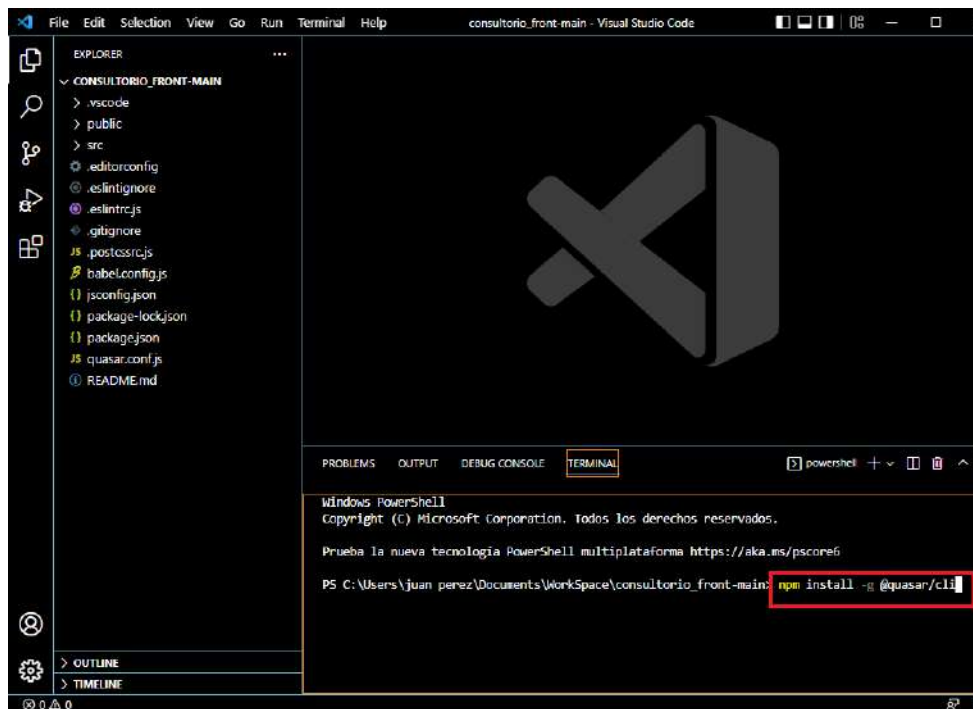 File Edit Selection View Go Run Terminal Help consultorio_front-main - Visual Studio Code
EXPLORER
CONSULTORIO_FRONT-MAIN
.vscode
public
src
.editorconfig
.eslintignore
.eslintrc.js
.gitignore
JS .postcssrc.js
babel.config.js
{} jsconfig.json
{} package-lock.json
{} package.json
JS quasar.conf.js
README.md
OUTLINE
TIMELINE
PROBLEMS OUTPUT DEBUG CONSOLE TERMINAL powershell
Windows PowerShell
Copyright (C) Microsoft Corporation. Todos los derechos reservados.
Prueba la nueva tecnología PowerShell multiplataforma https://aka.ms/pscore6
PS C:\Users\juan perez\Documents\WorkSpace\consultorio_front-main> npm install -g @quasar/cli
0 0